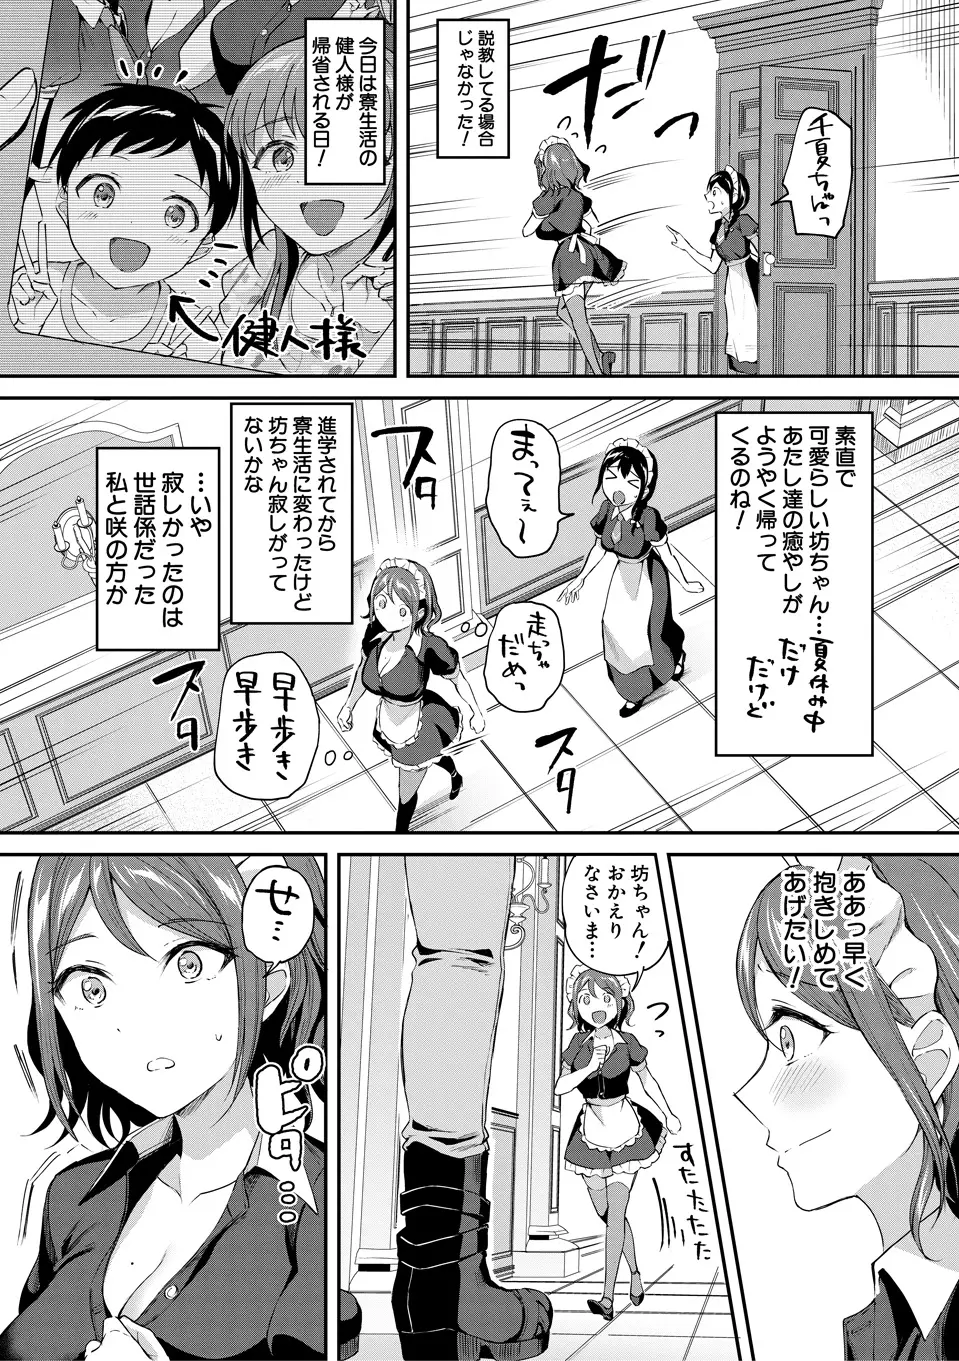 千夏ちゃんっ
説教してる場合
じゃなかった!
今日は寮生活の
健人様が
帰省される日!
健人様
素直で
可愛らしい坊ちゃん…
あたし達の癒やしが
ようやく帰って
くるのね!
夏休み中
だけ
だけど
まってぇ〜
走っちゃ
だめっ
スタ
スタ
スタ
進学されてから
寮生活に変わったけど
坊ちゃん寂しがって
ないかな
早歩き
早歩き
…いや
寂しかったのは
世話係だった
私と咲の方か
ああっ早く
抱きしめて
あげたい!
坊ちゃん!
おかえり
なさいま…
っっ
すたたたた
せ…
ピタ…